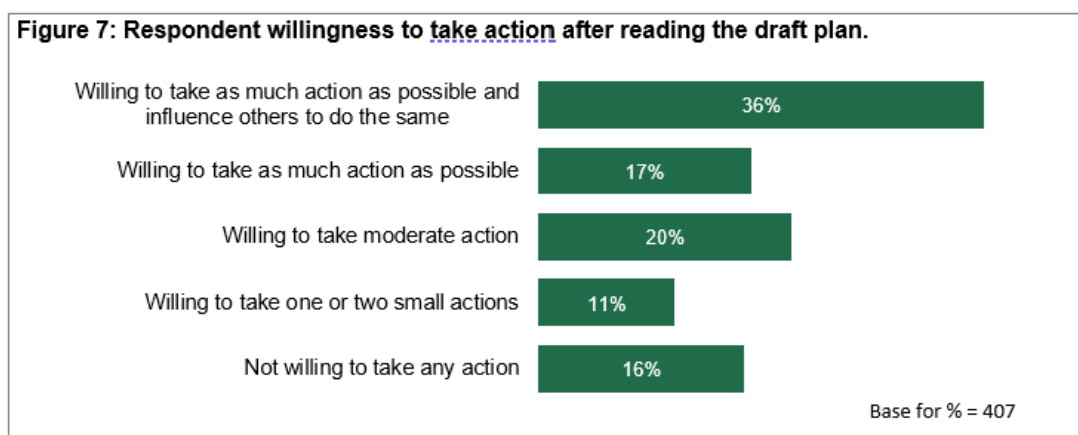 Figure 7: Respondent willingness to take action after reading the draft plan.
Willing to take as much action as possible and
influence others to do the same
36%
Willing to take as much action as possible
17%
Willing to take moderate action
20%
Willing to take one or two small actions
11%
Not willing to take any action
16%
Base for % = 407